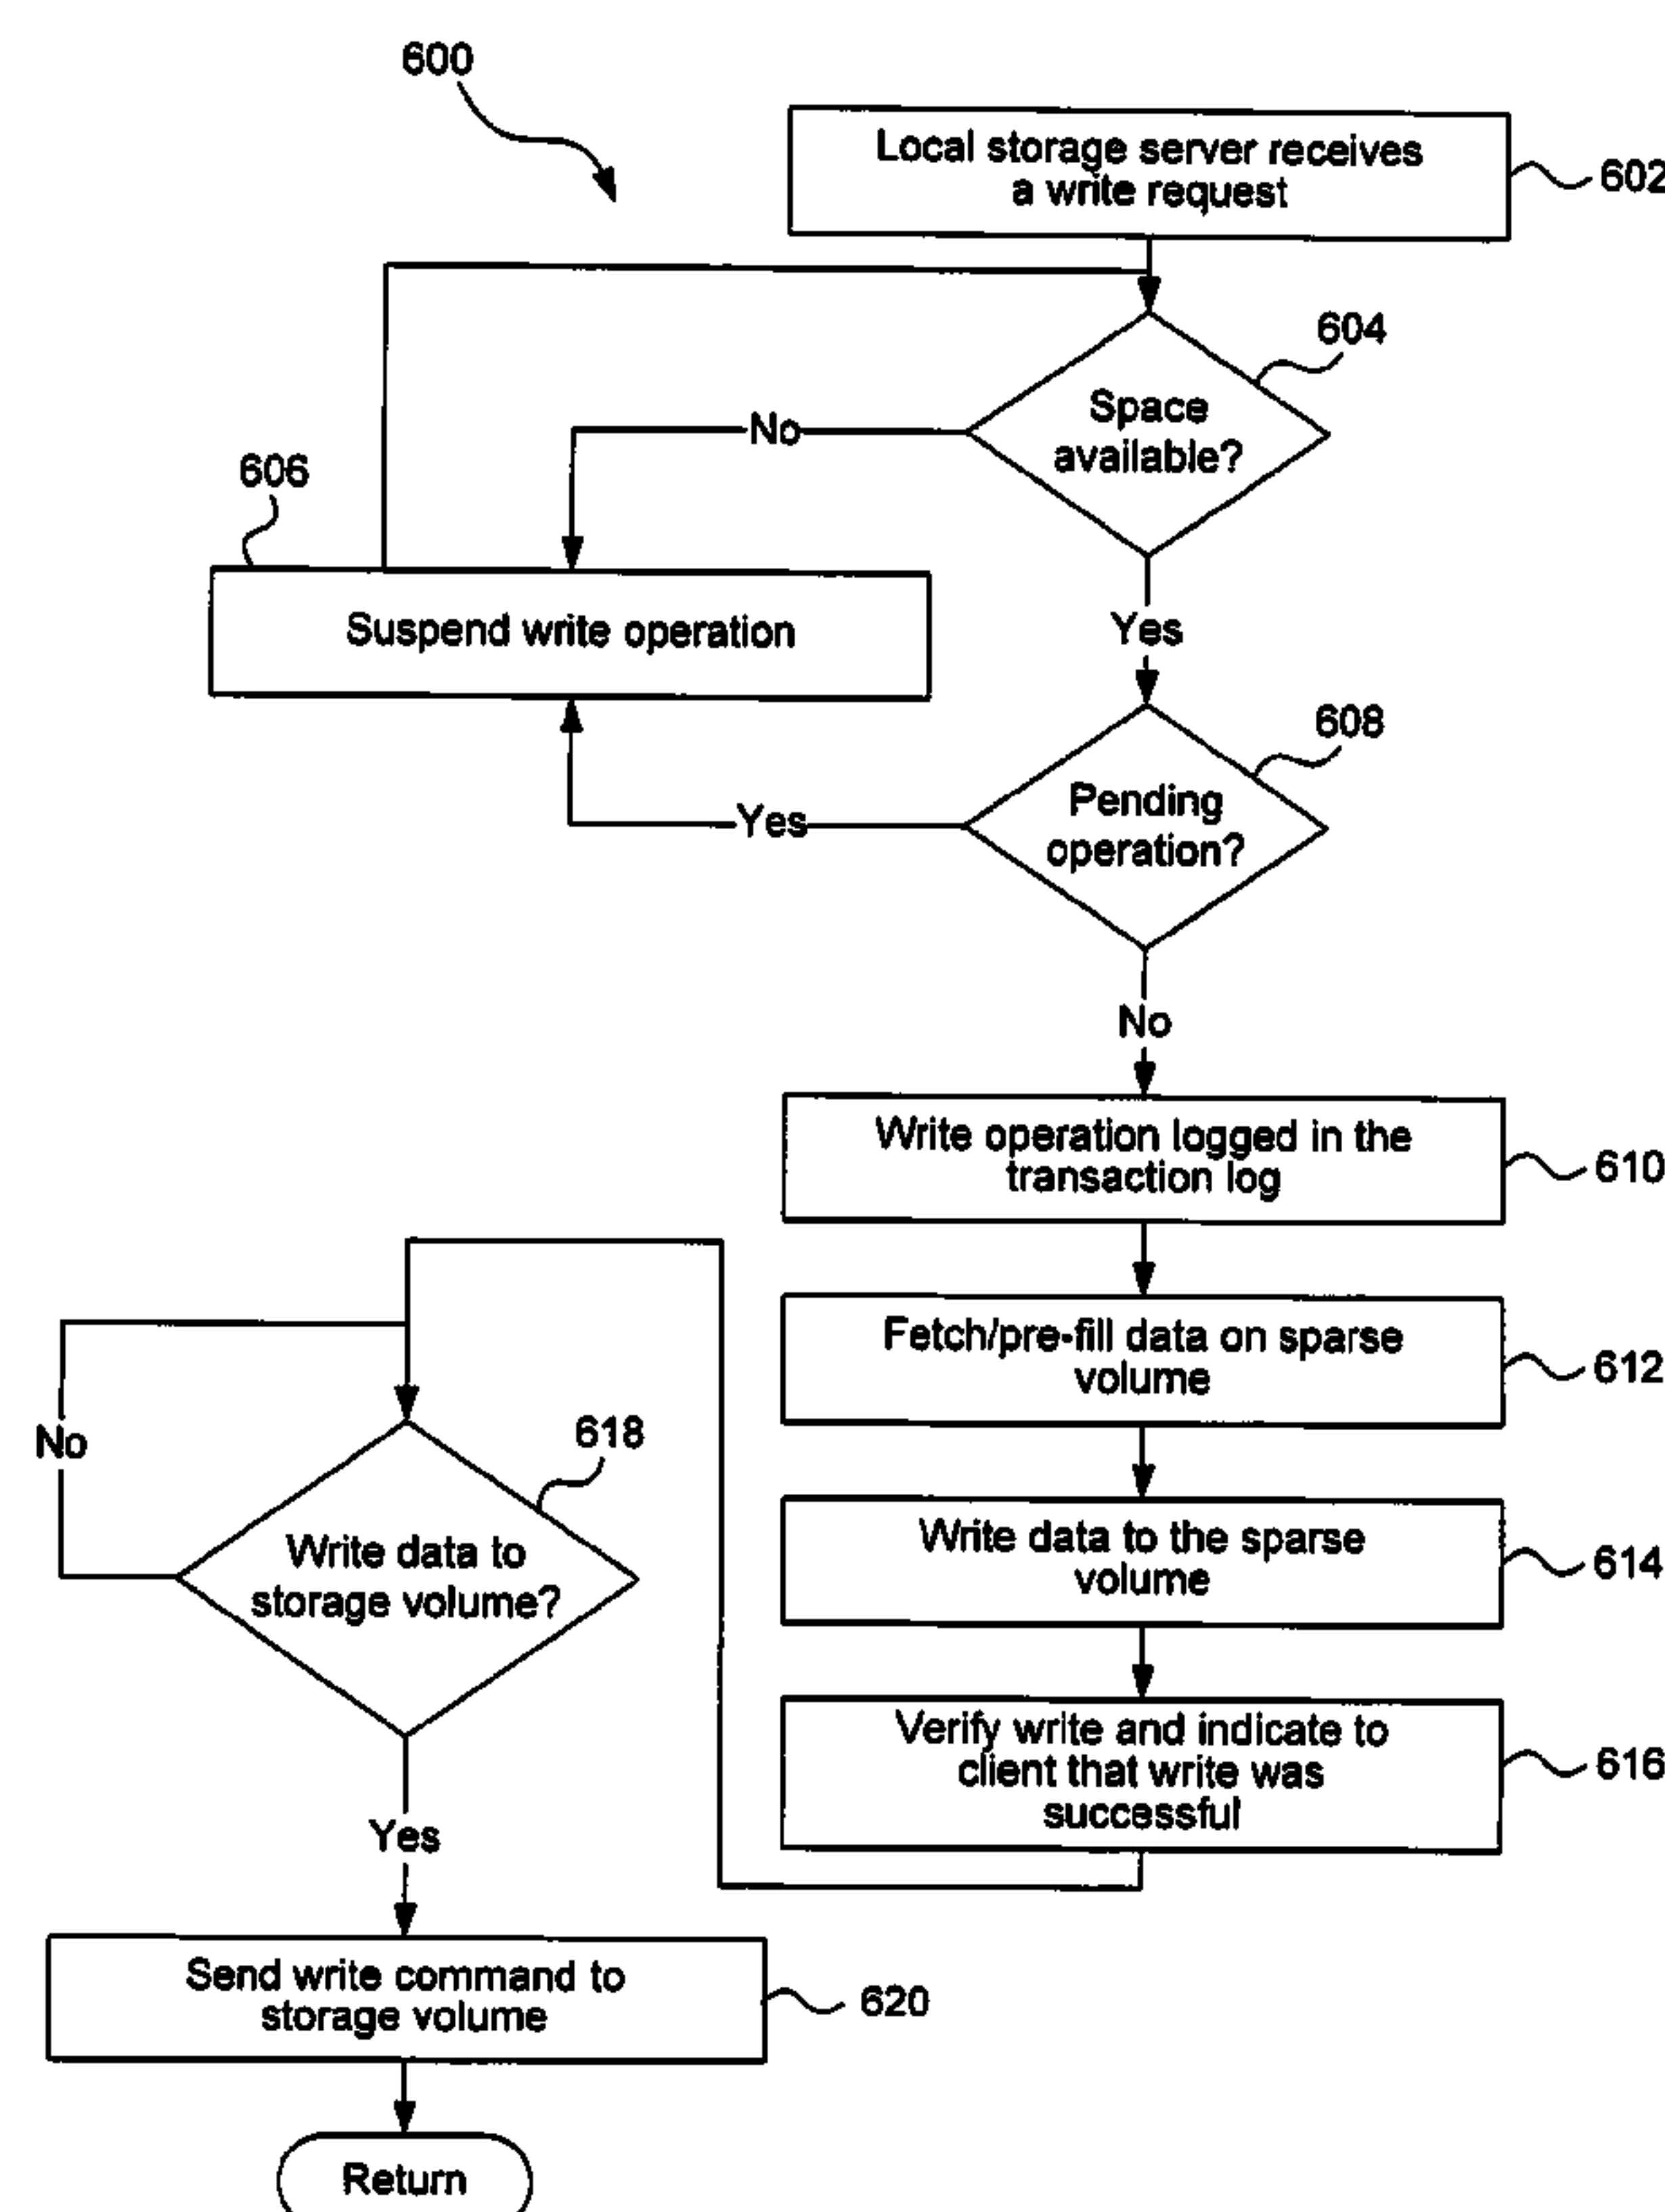 600
Local storage server receives
a write request
602
604
Space
available?
No
606
Suspend write operation
Yes
608
Pending
operation?
Yes
No
Write operation logged in the
transaction log
610
Fetch/pre-fill data on sparse
volume
612
Write data to the sparse
volume
614
Verify write and indicate to
client that write was
successful
616
No
618
Write data to
storage volume?
Yes
Send write command to
storage volume
620
Return